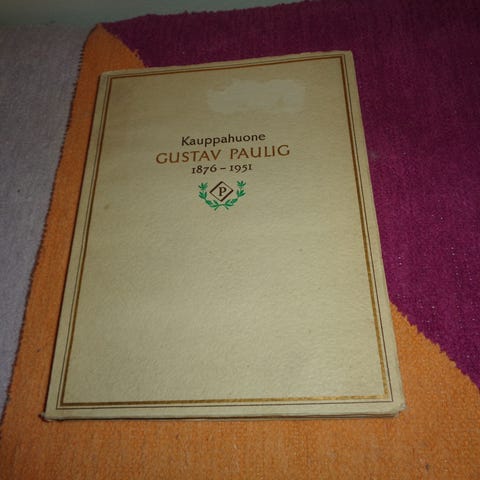 Kauppahuone
GUSTAV PAULIG
1876 – 1951
P